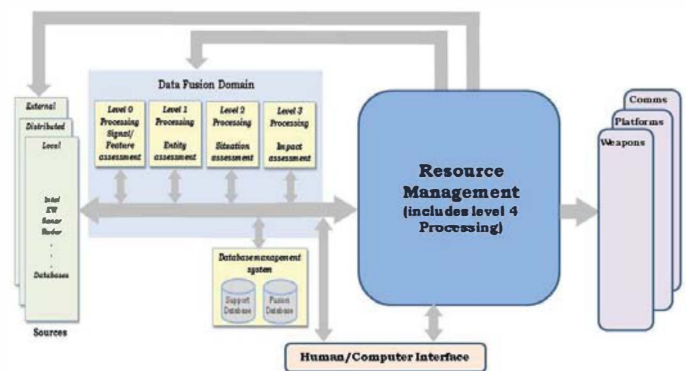 Data Fusion Domain
External
Distributed
Local
Intel
EW
Sonar
Radar
.
.
.
Databases
Sources
Level 0
Processing
Signal/
Feature
assessment
Level 1
Processing
Entity
assessment
Level 2
Processing
Situation
assessment
Level 3
Processing
Impact
assessment
Database management
system
Support
Database
Fusion
Database
Resource
Management
(includes level 4
Processing)
Human/Computer Interface
Comms
Platforms
Weapons